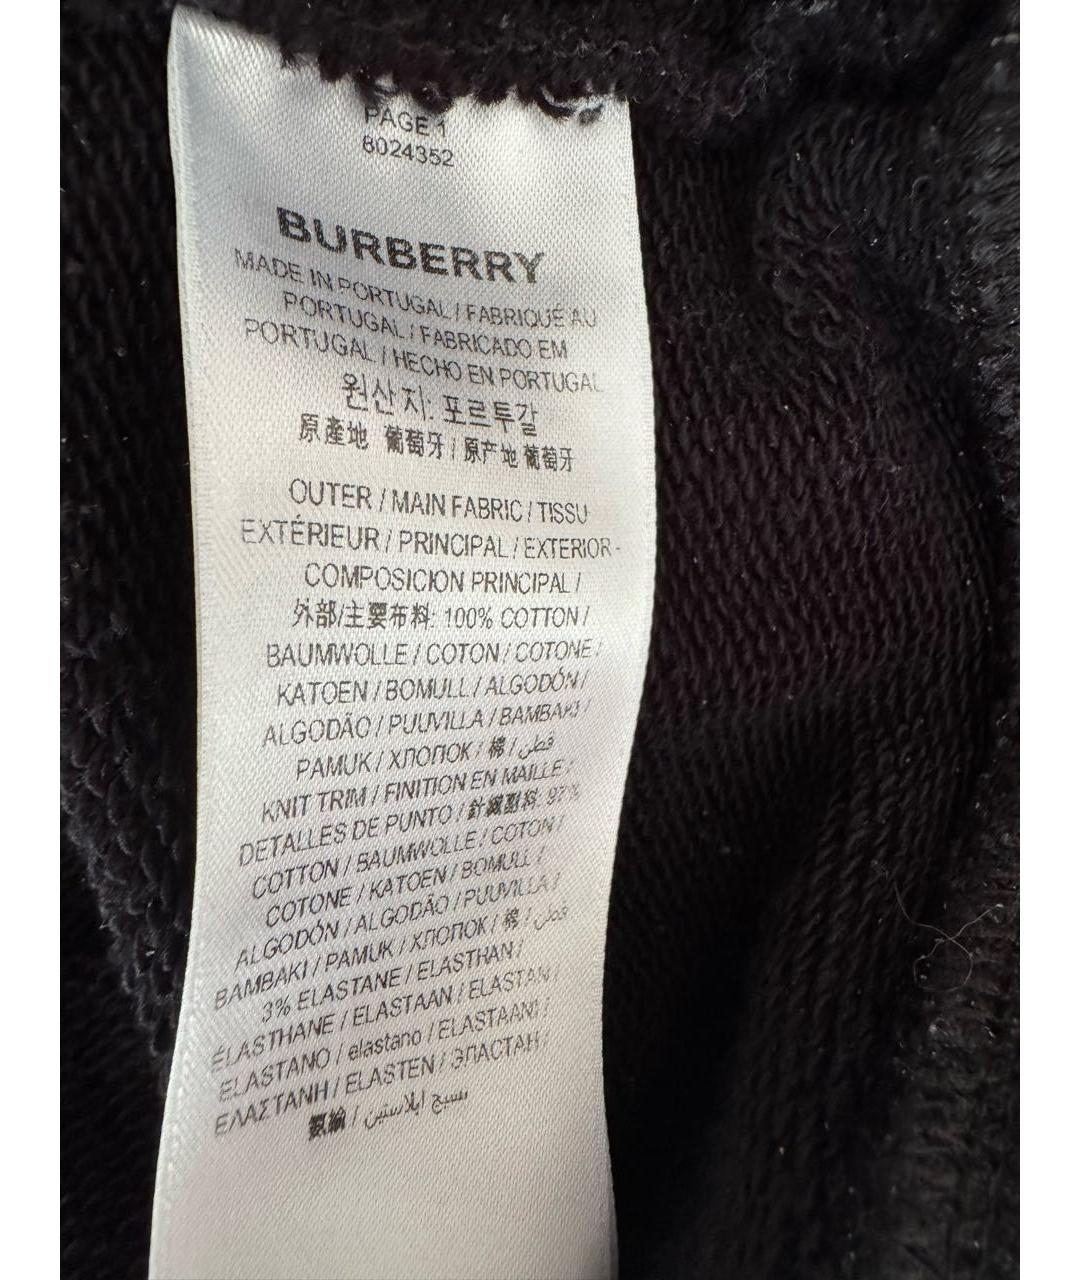 PAGE 1
8024352
BURBERRY
MADE IN PORTUGAL / FABRIQUÉ AU
PORTUGAL / FABRICADO EM
PORTUGAL / HECHO EN PORTUGAL
원산지: 포르투갈
原產地 葡萄牙 / 原产地 葡萄牙
OUTER / MAIN FABRIC / TISSU
EXTÉRIEUR / PRINCIPAL / EXTERIOR -
COMPOSICION PRINCIPAL /
外部/主要布料: 100% COTTON /
BAUMWOLLE / COTON / COTONE /
KATOEN / BOMULL / ALGODÓN /
ALGODÃO / PUUVILLA / BAMBAKI /
PAMUK / ХЛОПОК / 棉 / قطن
KNIT TRIM / FINITION EN MAILLE /
DETALLES DE PUNTO / 針織副料: 97%
COTTON / BAUMWOLLE / COTON /
COTONE / KATOEN / BOMULL /
ALGODÓN / ALGODÃO / PUUVILLA /
BAMBAKI / PAMUK / ХЛОПОК / 棉 / قطن
3% ELASTANE / ELASTHAN /
ÉLASTHANE / ELASTAAN / ELASTAN /
ELASTANO / elastano / ELASTAANI /
ΕΛΑΣΤΑΝΗ / ELASTEN / ЭЛАСТАН /
氨綸 / نسيج ايلاستين